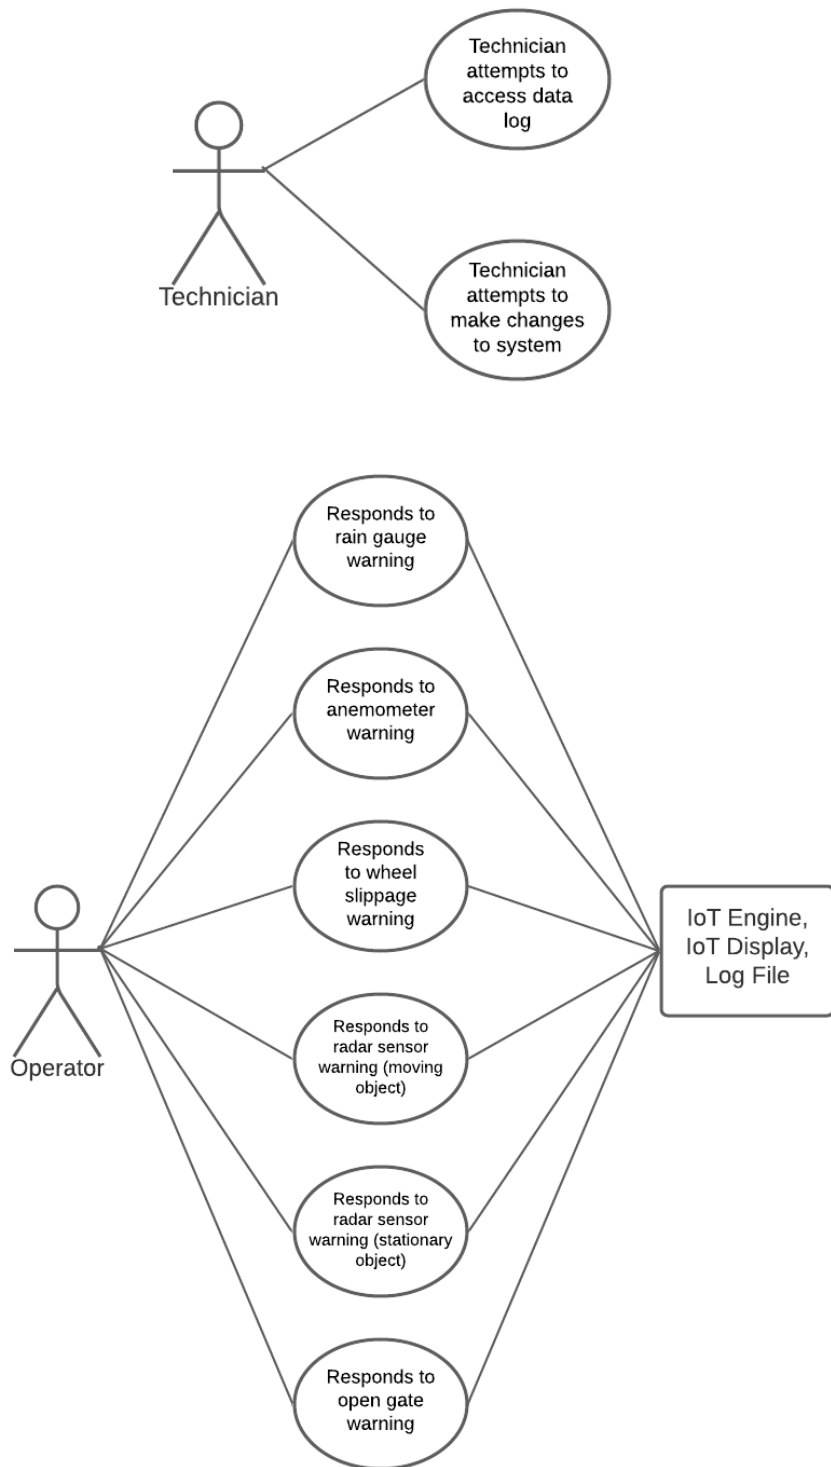 Technician
attempts to
access data
log
Technician
Technician
attempts to
make changes
to system
Responds to
rain gauge
warning
Responds to
anemometer
warning
Responds
to wheel
slippage
warning
IoT Engine,
IoT Display,
Log File
Operator
Responds to
radar sensor
warning (moving
object)
Responds to
radar sensor
warning (stationary
object)
Responds to
open gate
warning